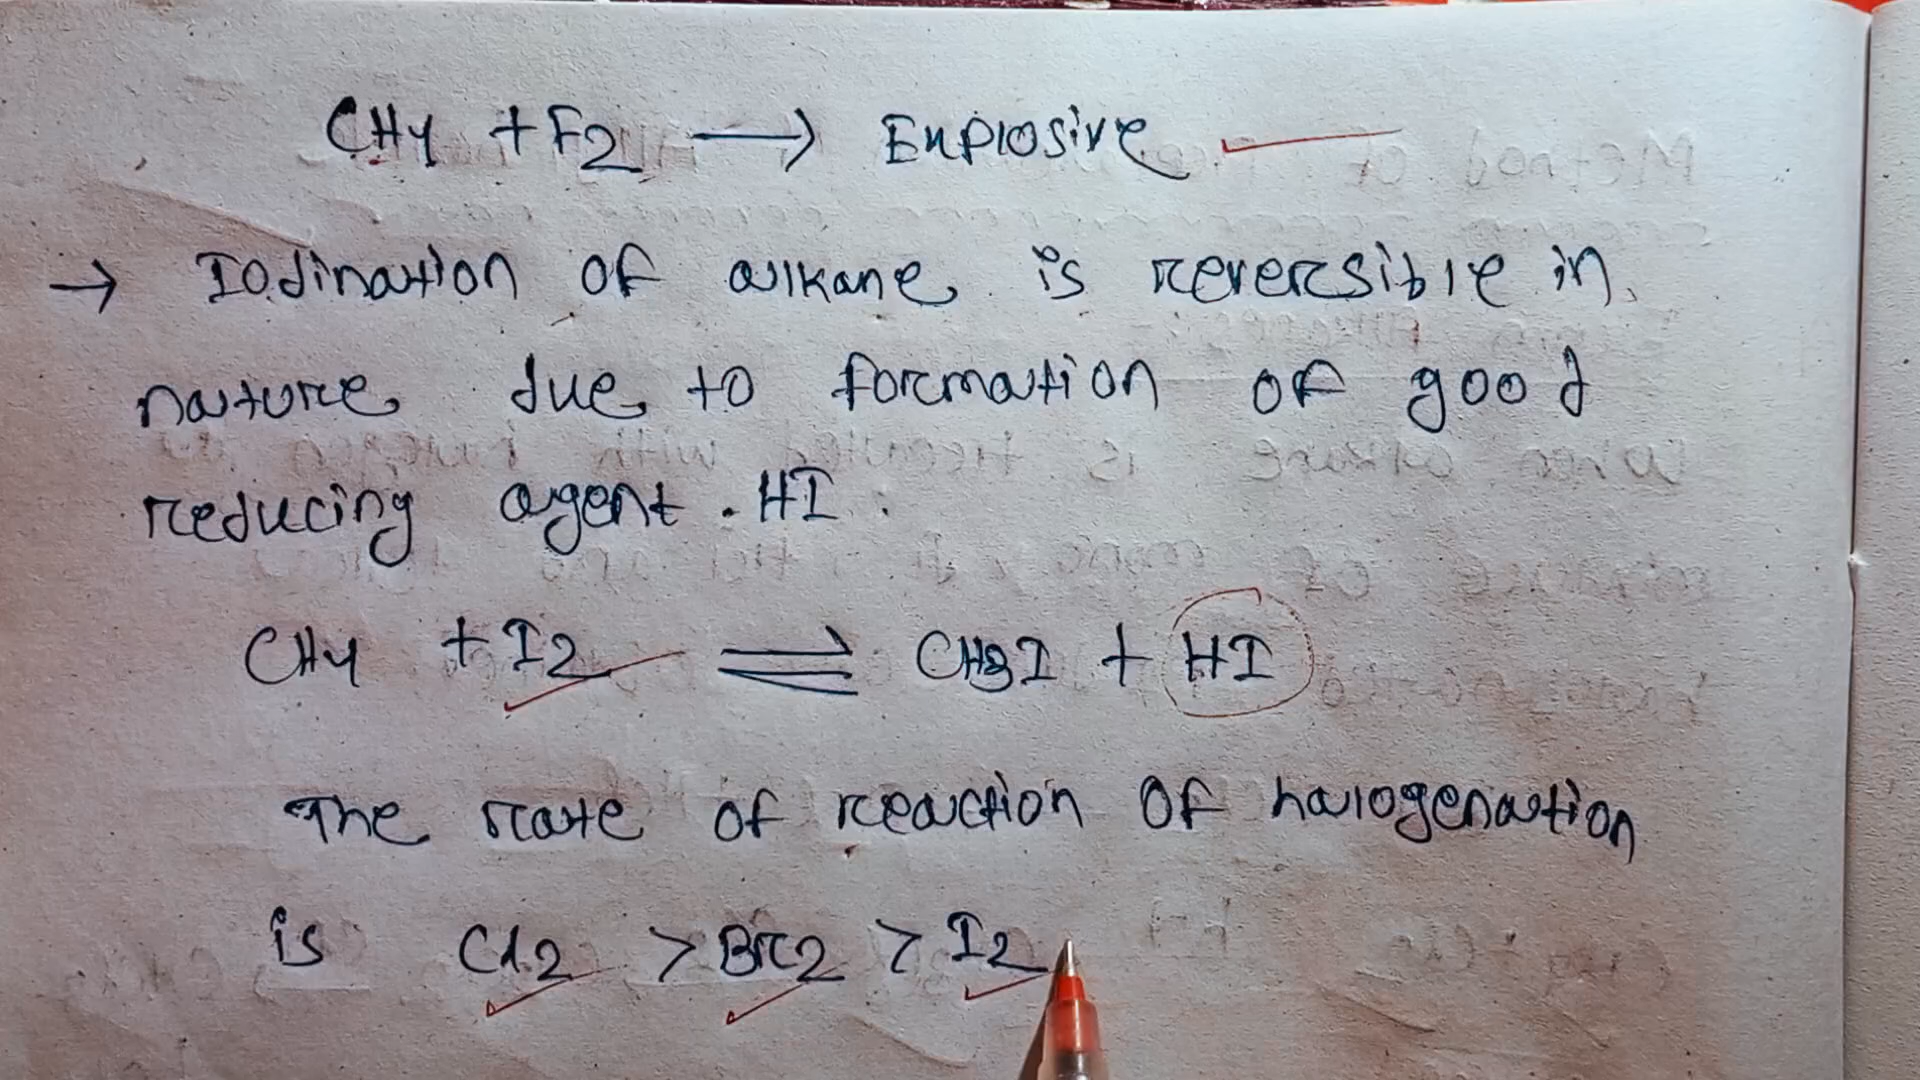 CH4 + F2 → Explosive
→ Iodination of alkane is reversible in
nature due to formation of good
reducing agent . HI .
CH4 + I2 ⇌ CH3I + HI
The rate of reaction of halogenation
is Cl2 > Br2 > I2